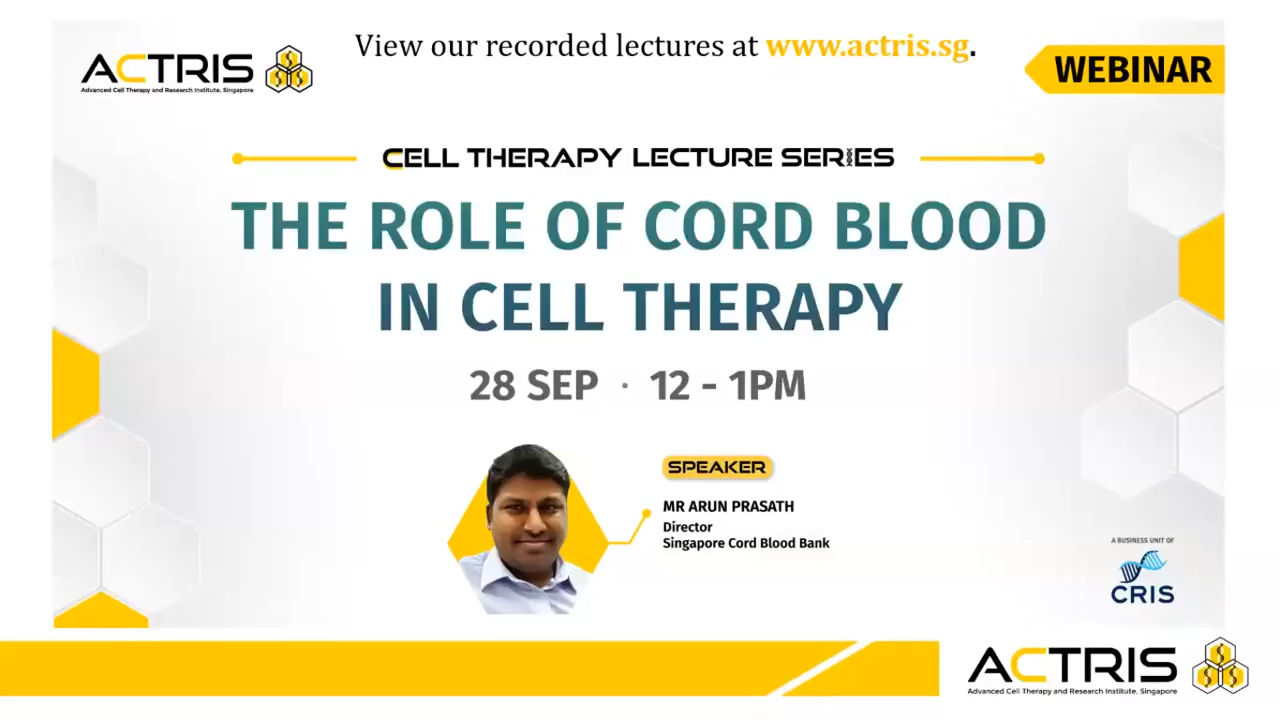 View our recorded lectures at www.actris.sg.
ACTRIS
Advanced Cell Therapy and Research Institute, Singapore
WEBINAR
CELL THERAPY LECTURE SERIES
THE ROLE OF CORD BLOOD
IN CELL THERAPY
28 SEP · 12 - 1PM
SPEAKER
MR ARUN PRASATH
Director
Singapore Cord Blood Bank
A BUSINESS UNIT OF
CRIS
ACTRIS
Advanced Cell Therapy and Research Institute, Singapore